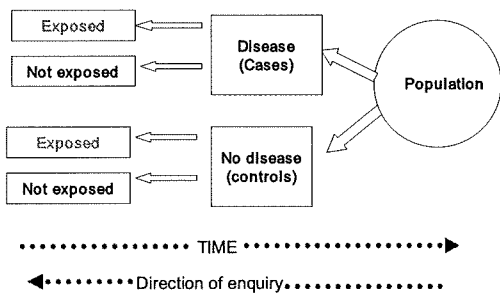 Exposed
Not exposed
Disease
(Cases)
Population
Exposed
Not exposed
No disease
(controls)
TIME
Direction of enquiry